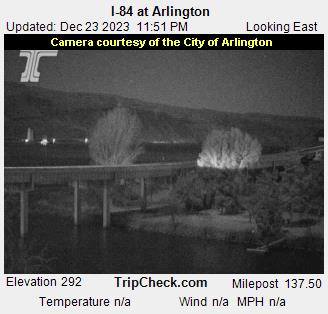 I-84 at Arlington
Updated: Dec 23 2023 11:51 PM Looking East
Camera courtesy of the City of Arlington
Elevation 292 TripCheck.com Milepost 137.50
Temperature n/a Wind n/a MPH n/a